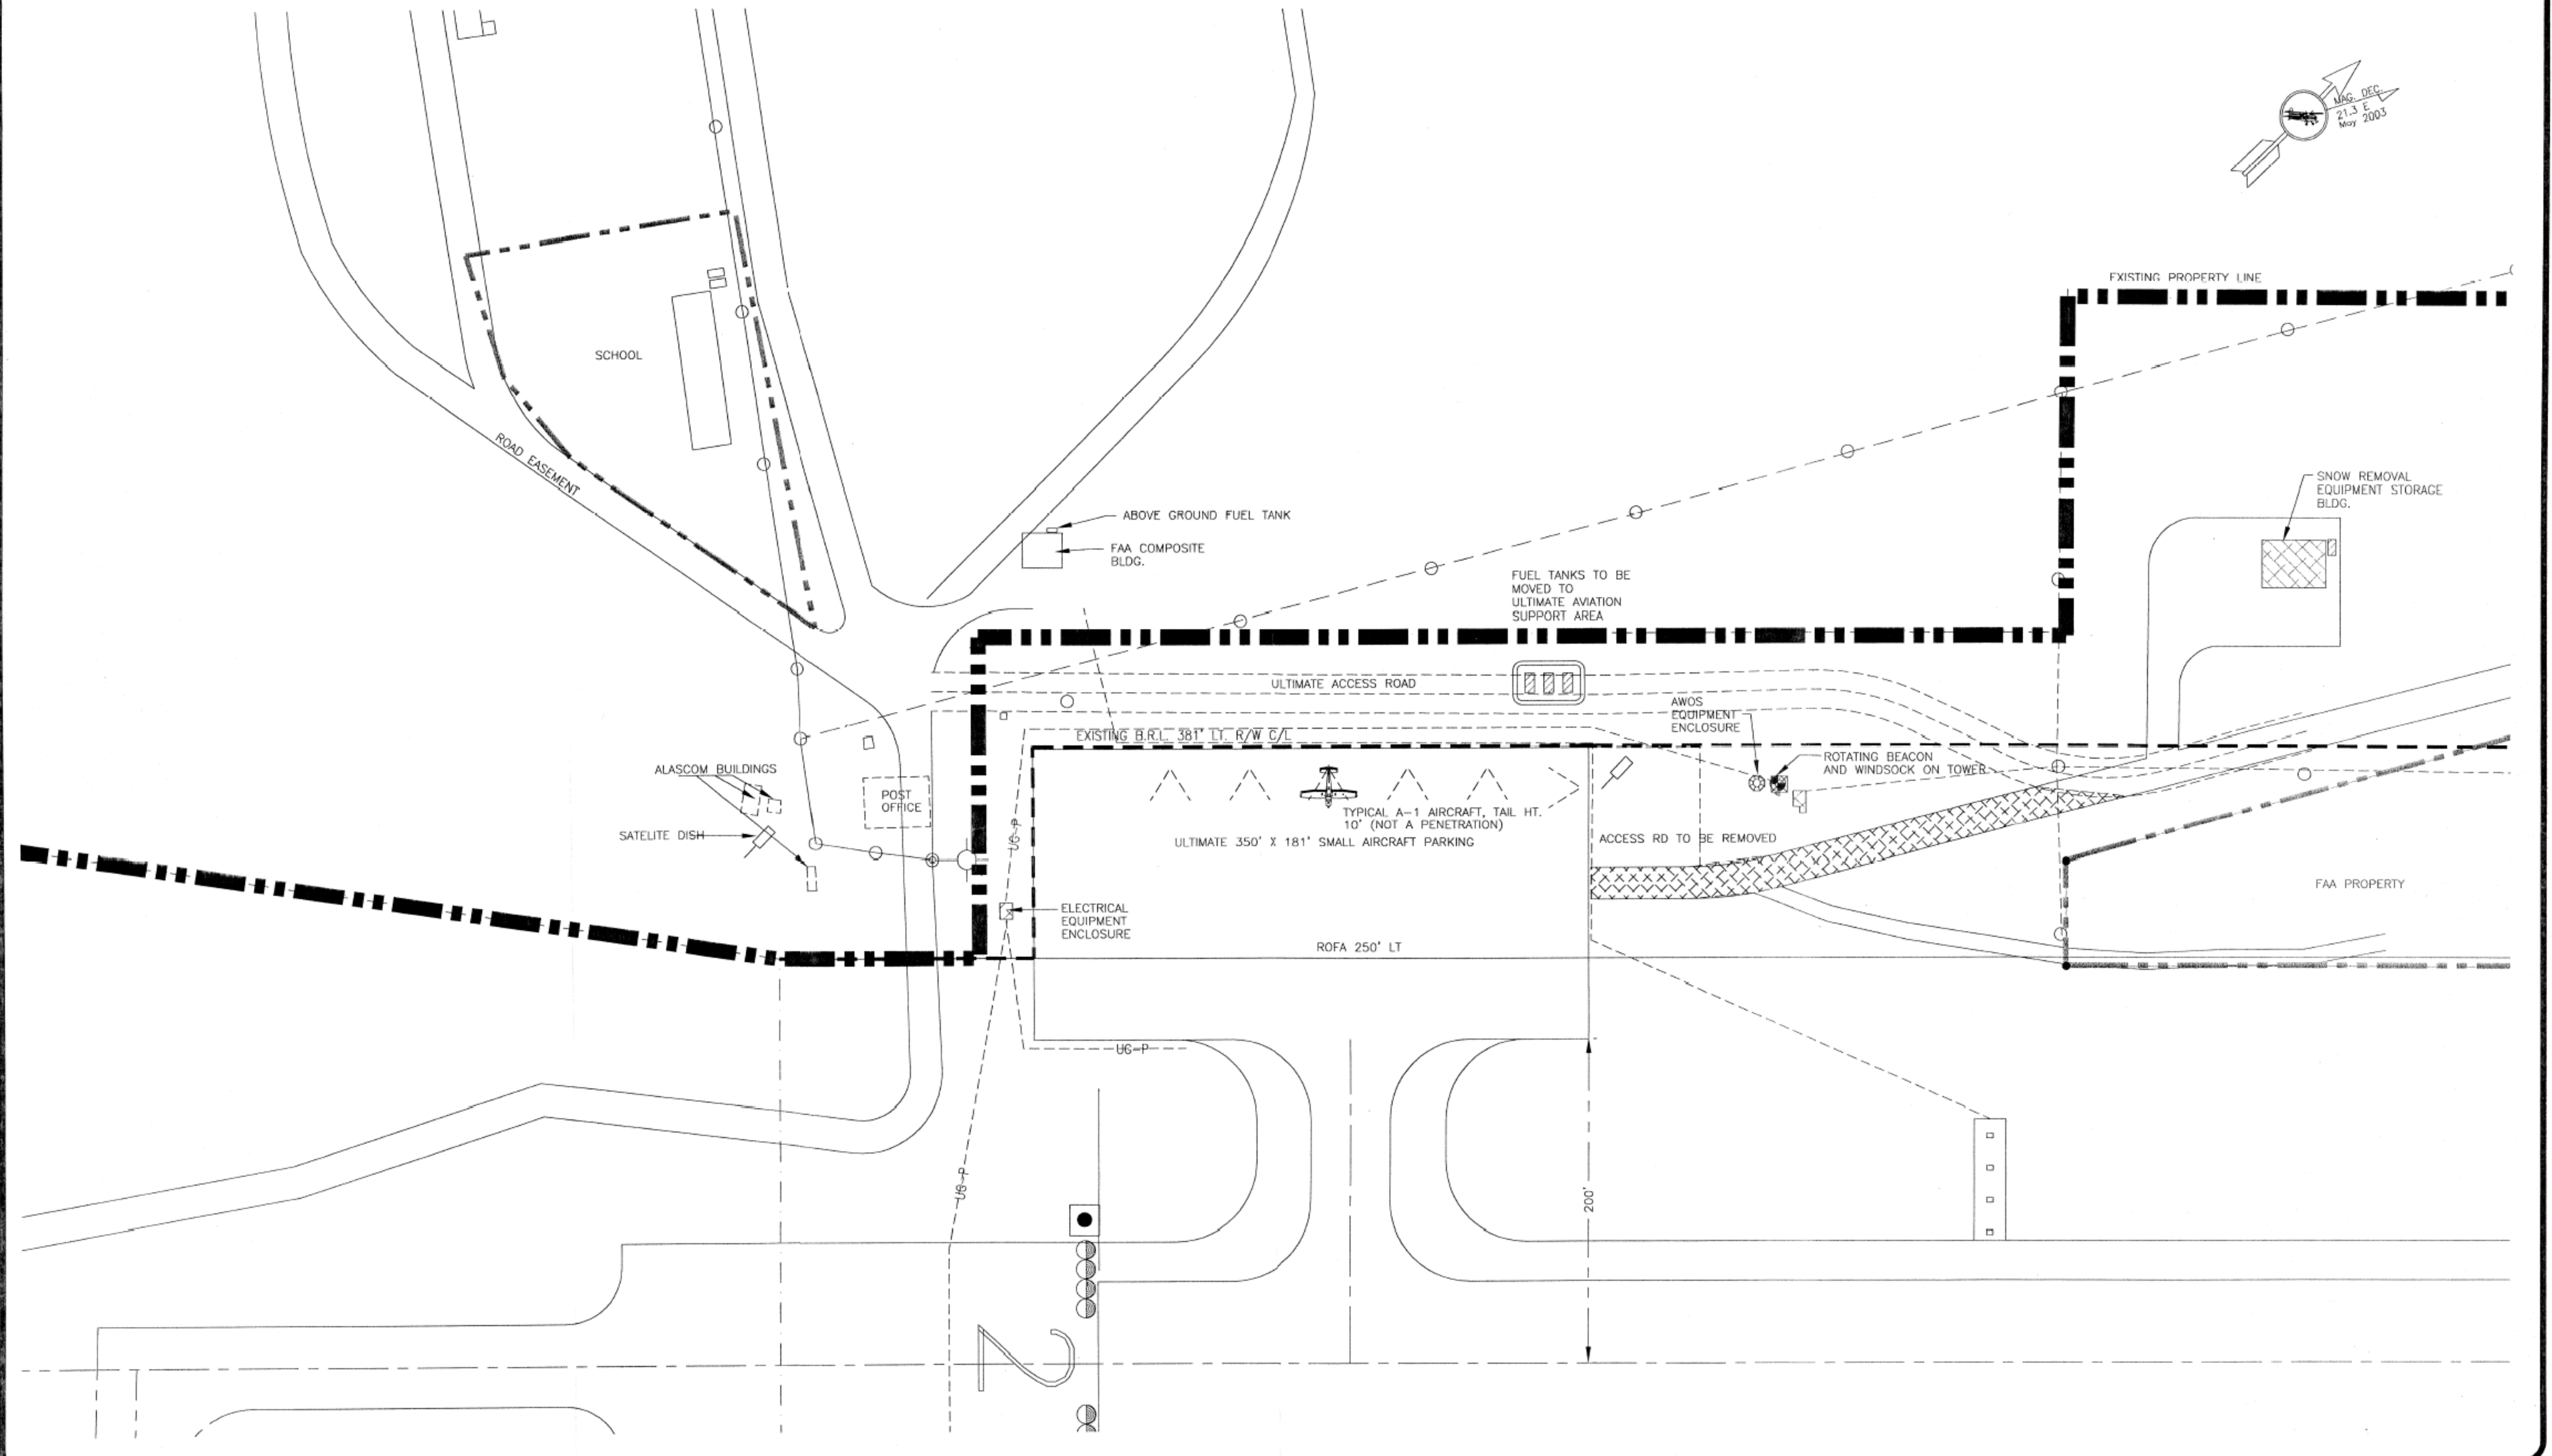 MAG. DEC.
21.3 E
May 2003
EXISTING PROPERTY LINE
SCHOOL
ROAD EASEMENT
SNOW REMOVAL
EQUIPMENT STORAGE
BLDG.
ABOVE GROUND FUEL TANK
FAA COMPOSITE
BLDG.
FUEL TANKS TO BE
MOVED TO
ULTIMATE AVIATION
SUPPORT AREA
ULTIMATE ACCESS ROAD
AWOS
EQUIPMENT
ENCLOSURE
EXISTING B.R.L. 381' LT. R/W C/L
ROTATING BEACON
AND WINDSOCK ON TOWER
ALASCOM BUILDINGS
POST
OFFICE
SATELITE DISH
UG-P
TYPICAL A-1 AIRCRAFT, TAIL HT.
10' (NOT A PENETRATION)
ULTIMATE 350' X 181' SMALL AIRCRAFT PARKING
ACCESS RD TO BE REMOVED
FAA PROPERTY
ELECTRICAL
EQUIPMENT
ENCLOSURE
ROFA 250' LT
UG-P
UG-P
200'
2